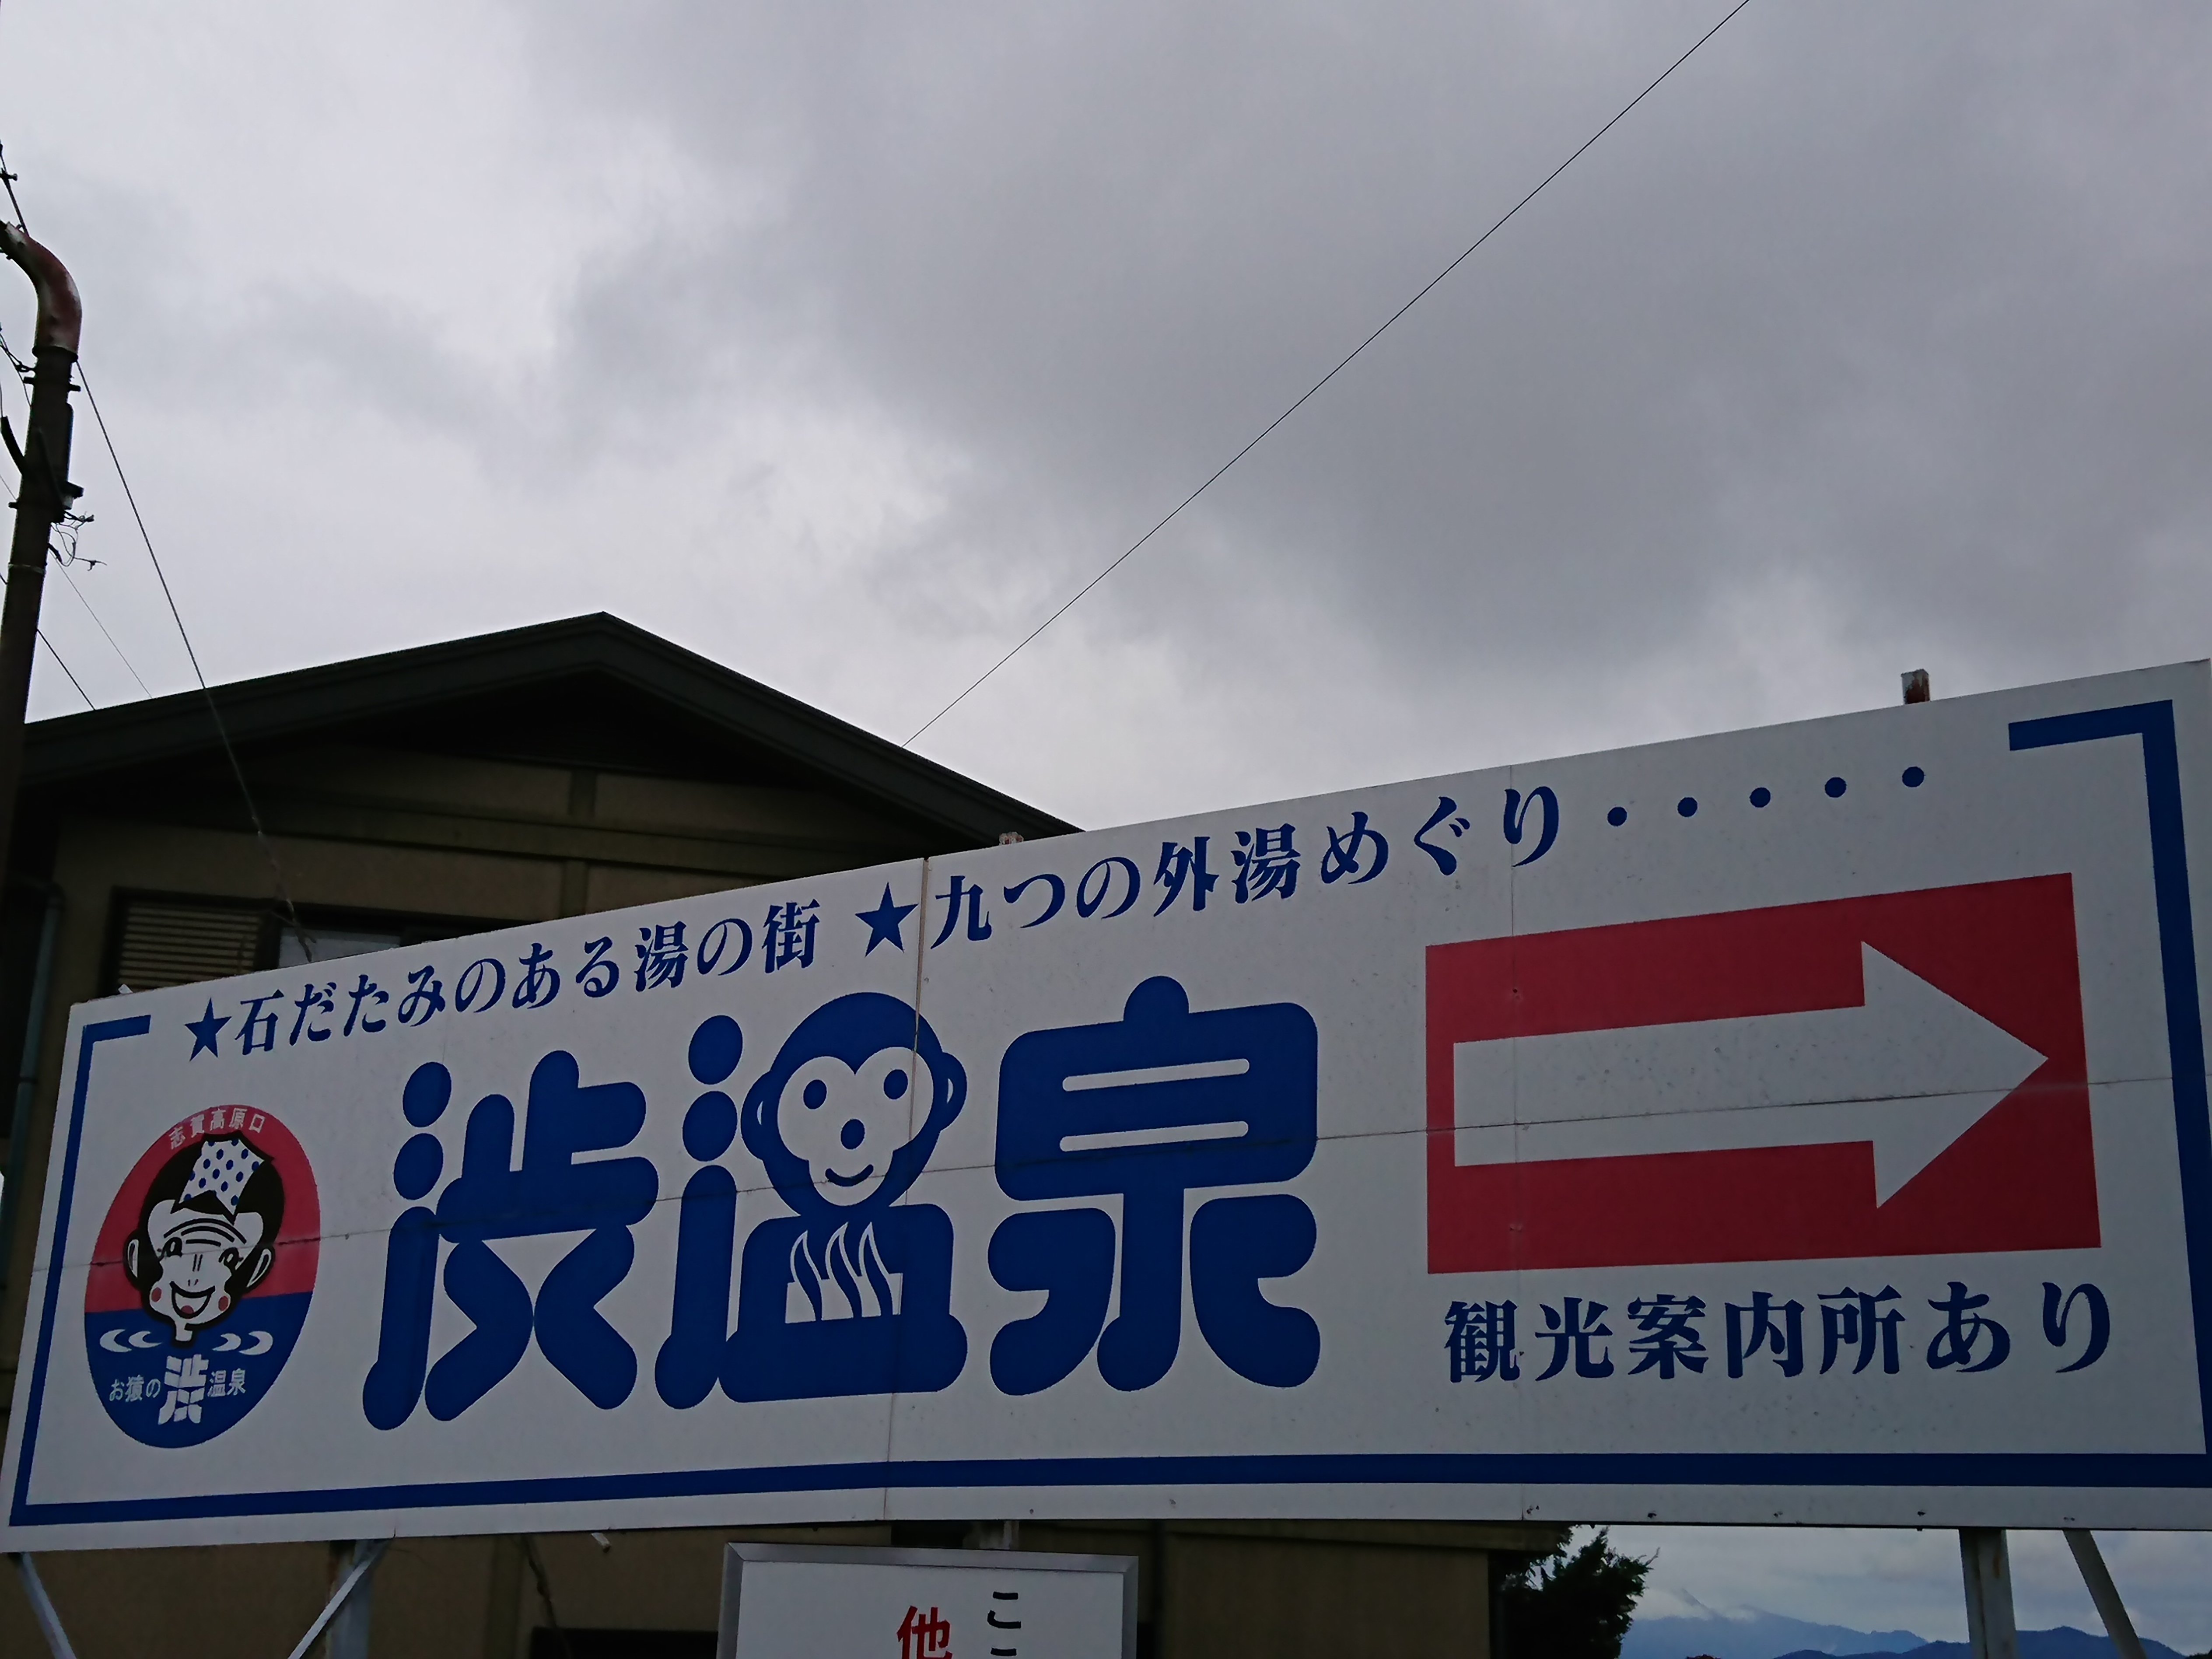 ★石だたみのある湯の街 ★九つの外湯めぐり・・・・・
志賀高原口
お猿の渋温泉
渋温泉
観光案内所あり
ここ
他